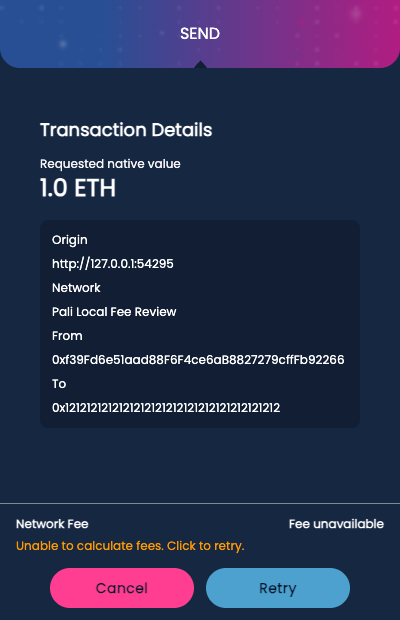 SEND
Transaction Details
Requested native value
1.0 ETH
Origin
http://127.0.0.1:54295
Network
Pali Local Fee Review
From
0xf39Fd6e51aad88F6F4ce6aB8827279cffFb92266
To
0x1212121212121212121212121212121212121212
Network Fee Fee unavailable
Unable to calculate fees. Click to retry.
Cancel Retry